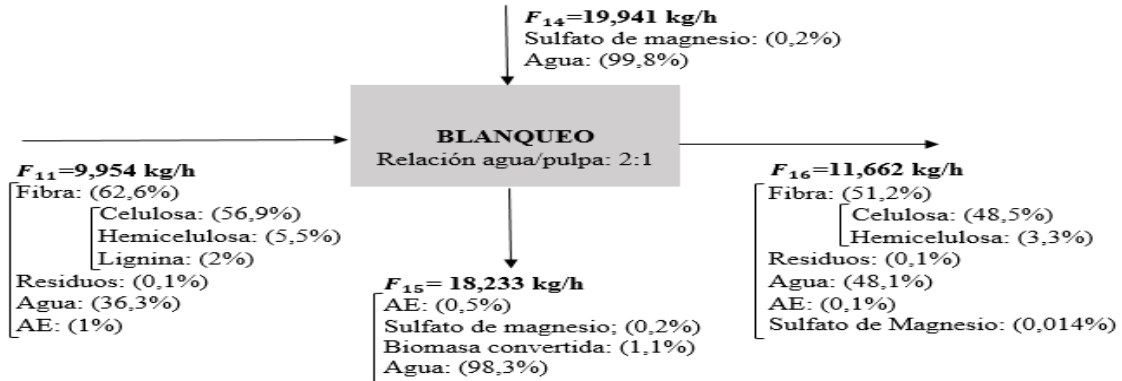 F14=19,941 kg/h
Sulfato de magnesio: (0,2%)
Agua: (99,8%)
BLANQUEO
Relación agua/pulpa: 2:1
F11=9,954 kg/h
Fibra: (62,6%)
Celulosa: (56,9%)
Hemicelulosa: (5,5%)
Lignina: (2%)
Residuos: (0,1%)
Agua: (36,3%)
AE: (1%)
F15= 18,233 kg/h
AE: (0,5%)
Sulfato de magnesio; (0,2%)
Biomasa convertida: (1,1%)
Agua: (98,3%)
F16=11,662 kg/h
Fibra: (51,2%)
Celulosa: (48,5%)
Hemicelulosa: (3,3%)
Residuos: (0,1%)
Agua: (48,1%)
AE: (0,1%)
Sulfato de Magnesio: (0,014%)